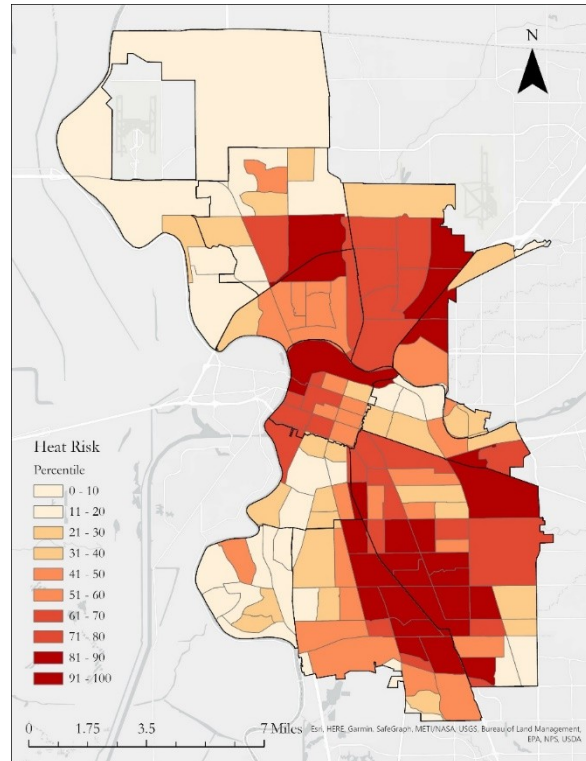 N
Heat Risk
Percentile
0 - 10
11 - 20
21 - 30
31 - 40
41 - 50
51 - 60
61 - 70
71 - 80
81 - 90
91 - 100
0 1.75 3.5 7 Miles
Esri, HERE, Garmin, SafeGraph, METI/NASA, USGS, Bureau of Land Management,
EPA, NPS, USDA